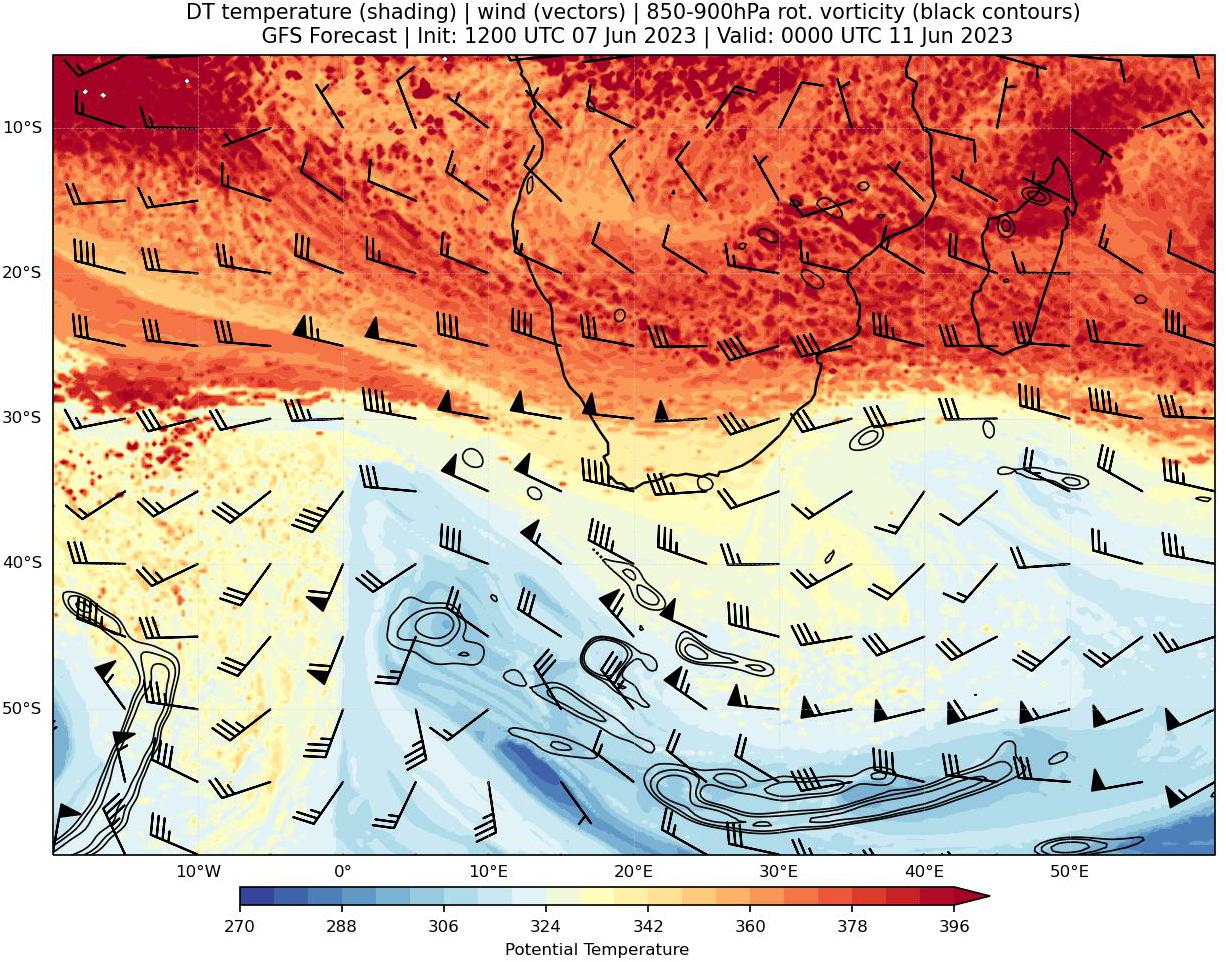 DT temperature (shading) | wind (vectors) | 850-900hPa rot. vorticity (black contours)
GFS Forecast | Init: 1200 UTC 07 Jun 2023 | Valid: 0000 UTC 11 Jun 2023
10°S
20°S
30°S
40°S
50°S
10°W 0° 10°E 20°E 30°E 40°E 50°E
270 288 306 324 342 360 378 396
Potential Temperature